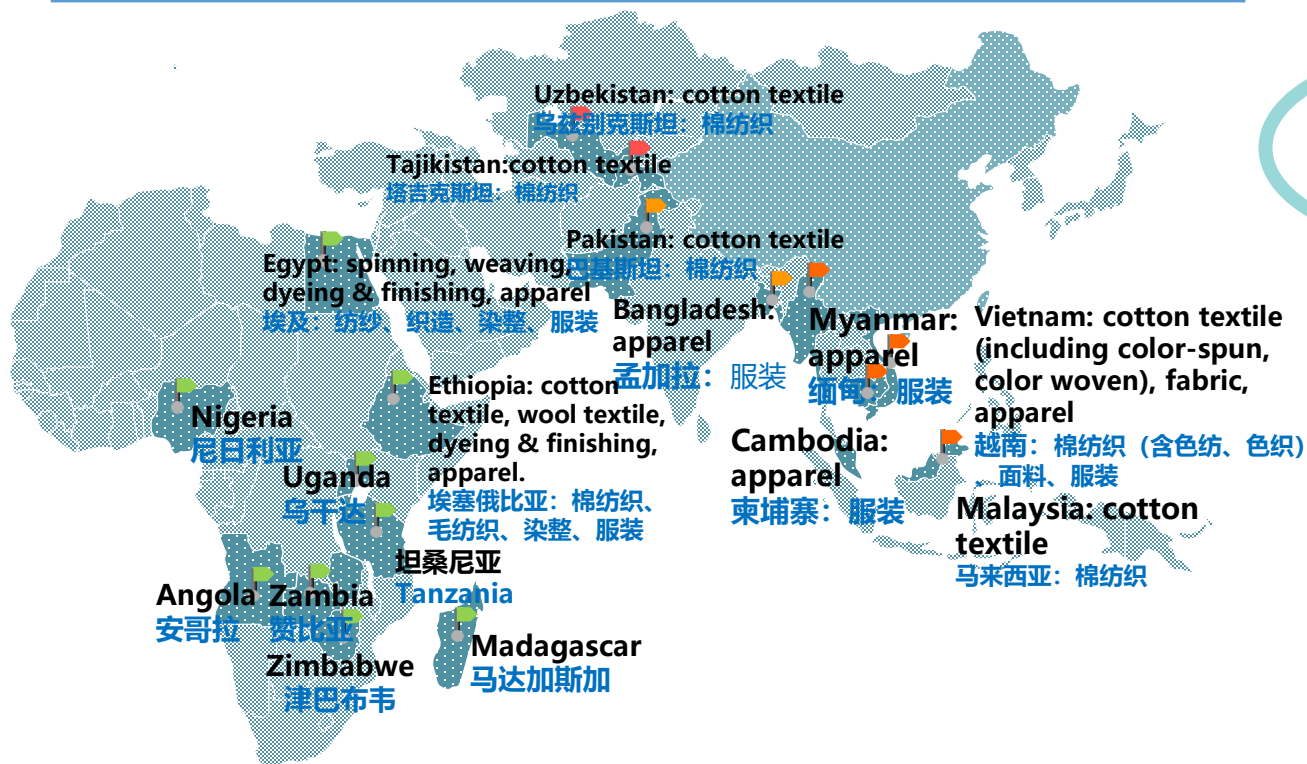 Uzbekistan: cotton textile
乌兹别克斯坦：棉纺织
Tajikistan:cotton textile
塔吉克斯坦：棉纺织
Pakistan: cotton textile
巴基斯坦：棉纺织
Egypt: spinning, weaving,
dyeing & finishing, apparel
埃及：纺纱、织造、染整、服装
Bangladesh:
apparel
孟加拉：服装
Myanmar:
apparel
缅甸：服装
Vietnam: cotton textile
(including color-spun,
color woven), fabric,
apparel
越南：棉纺织（含色纺、色织）
、面料、服装
Ethiopia: cotton
textile, wool textile,
dyeing & finishing,
apparel.
埃塞俄比亚：棉纺织、
毛纺织、染整、服装
Nigeria
尼日利亚
Uganda
乌干达
Cambodia:
apparel
柬埔寨：服装
Malaysia: cotton
textile
马来西亚：棉纺织
坦桑尼亚
Tanzania
Angola
安哥拉
Zambia
赞比亚
Zimbabwe
津巴布韦
Madagascar
马达加斯加